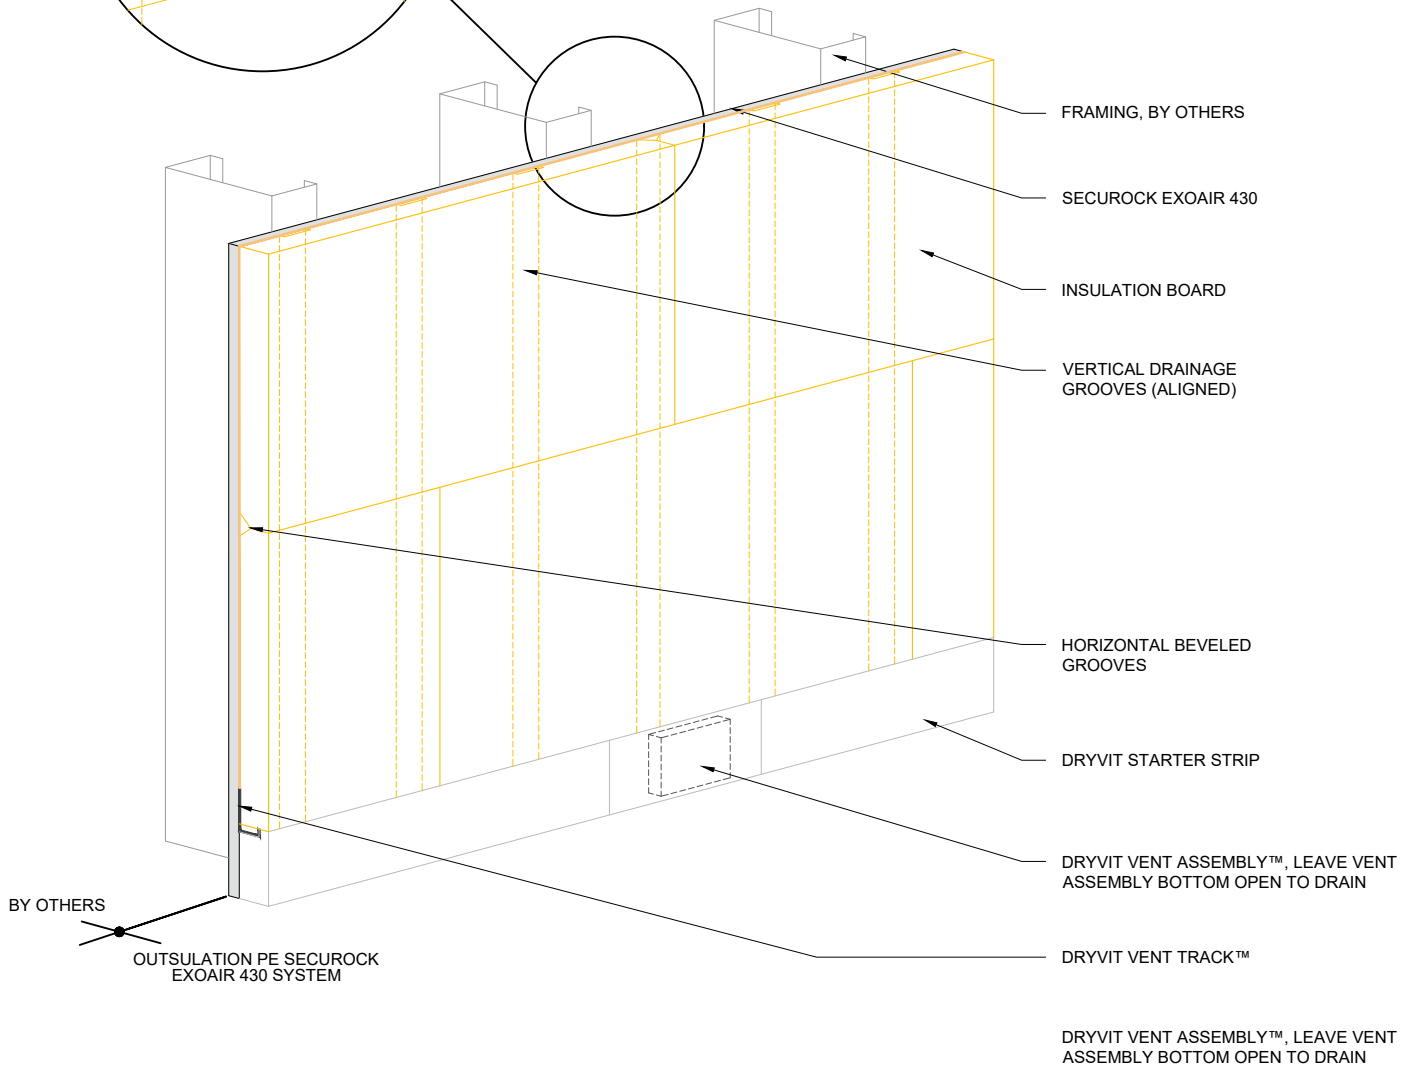 FRAMING, BY OTHERS
SECUROCK EXOAIR 430
INSULATION BOARD
VERTICAL DRAINAGE
GROOVES (ALIGNED)
HORIZONTAL BEVELED
GROOVES
DRYVIT STARTER STRIP
DRYVIT VENT ASSEMBLY™, LEAVE VENT
ASSEMBLY BOTTOM OPEN TO DRAIN
BY OTHERS
OUTSULATION PE SECUROCK
EXOAIR 430 SYSTEM
DRYVIT VENT TRACK™
DRYVIT VENT ASSEMBLY™, LEAVE VENT
ASSEMBLY BOTTOM OPEN TO DRAIN